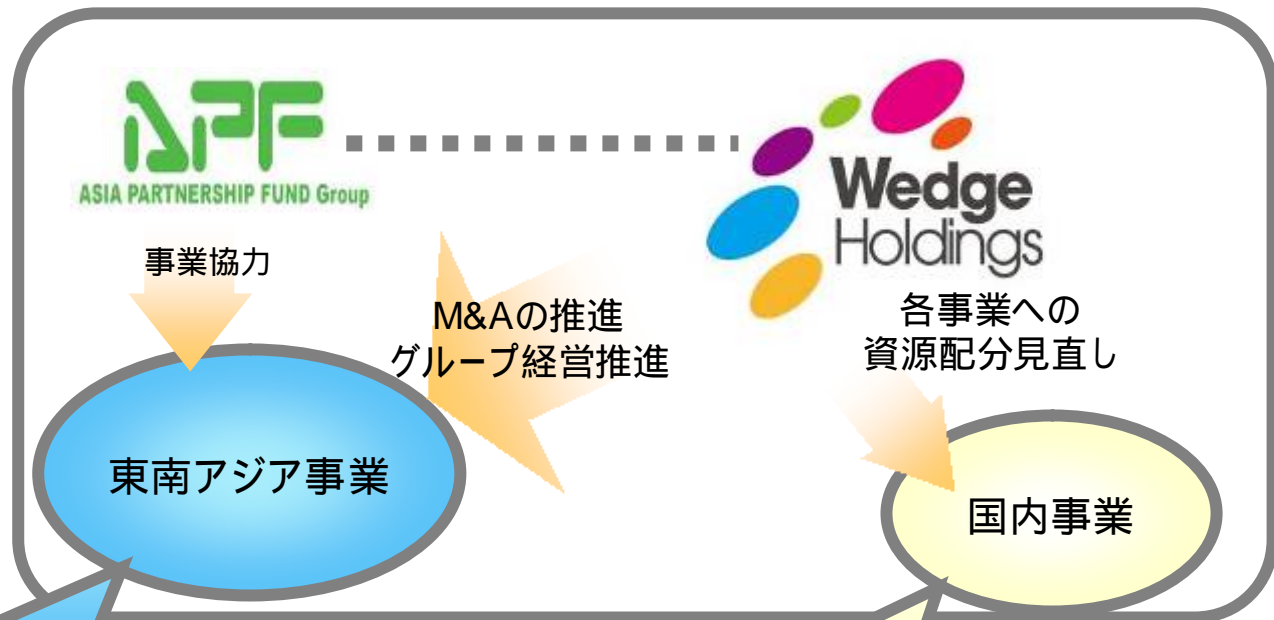 APF
ASIA PARTNERSHIP FUND Group
Wedge
Holdings
事業協力
M&Aの推進
グループ経営推進
各事業への
資源配分見直し
東南アジア事業
国内事業